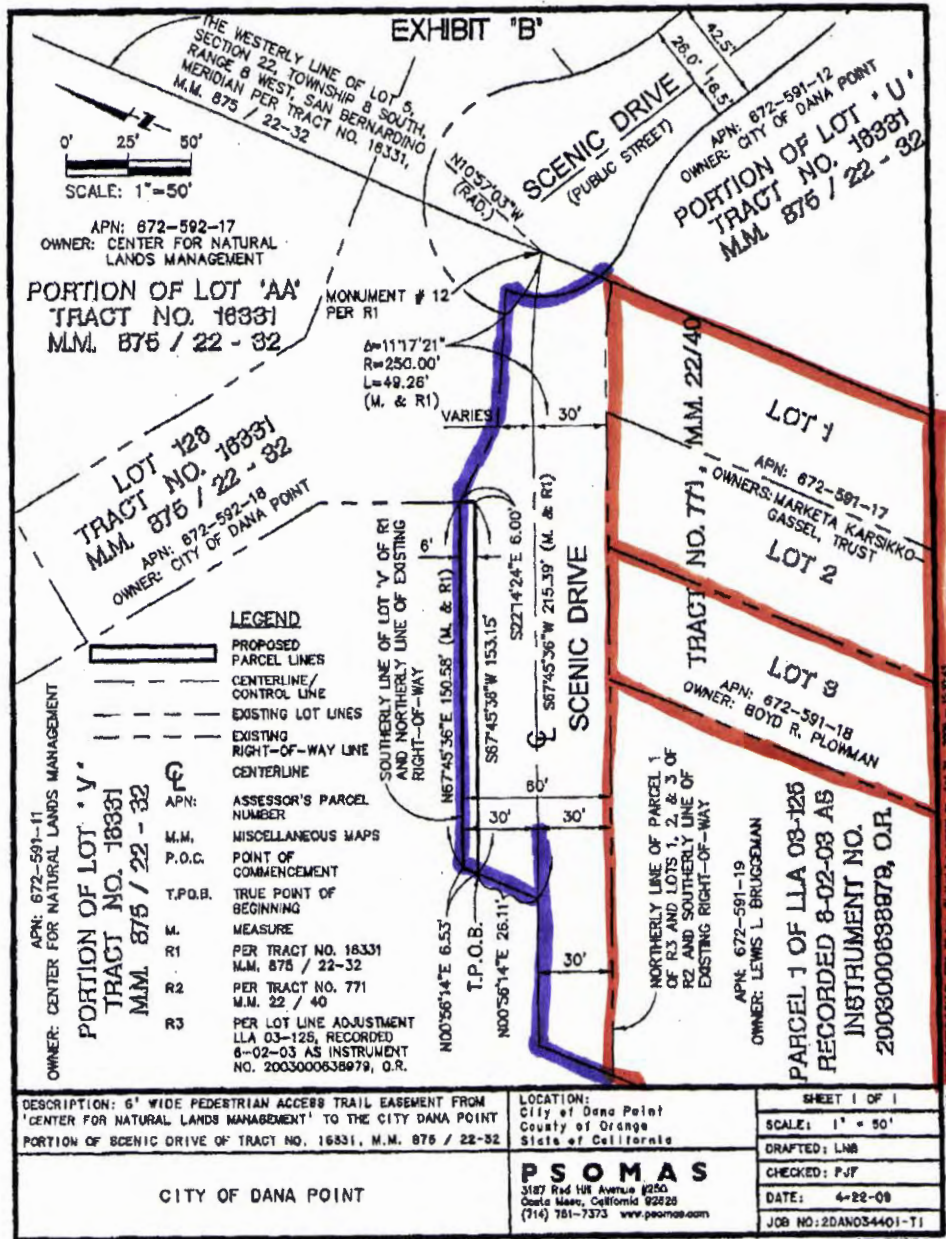 EXHIBIT "B"
THE WESTERLY LINE OF LOT 5,
SECTION 22, TOWNSHIP 8 SOUTH,
RANGE 8 WEST, SAN BERNARDINO
MERIDIAN PER TRACT NO. 16331,
M.M. 875 / 22-32
0' 25' 50'
SCALE: 1"=50'
APN: 672-592-17
OWNER: CENTER FOR NATURAL
LANDS MANAGEMENT
PORTION OF LOT 'AA'
TRACT NO. 16331
M.M. 875 / 22 - 32
N10°57'03"W
(RAD.)
SCENIC DRIVE
(PUBLIC STREET)
42.5'
26.0'
16.5'
APN: 672-591-12
OWNER: CITY OF DANA POINT
PORTION OF LOT 'U'
TRACT NO. 16331
M.M. 875 / 22 - 32
MONUMENT # 12
PER R1
Δ=11°17'21"
R=250.00'
L=49.26'
(M. & R1)
VARIES
30'
LOT 128
TRACT NO. 16331
M.M. 875 / 22 - 32
APN: 672-592-18
OWNER: CITY OF DANA POINT
TRACT NO. 771, M.M. 22/40
LOT 1
APN: 672-591-17
OWNERS: MARKETA KARSIKKO
GASSEL, TRUST
LOT 2
LOT 3
APN: 672-591-18
OWNER: BOYD R. PLOWMAN
6'
SOUTHERLY LINE OF LOT 'V' OF R1
AND NORTHERLY LINE OF EXISTING
RIGHT-OF-WAY
N67°45'36"E 150.58' (M. & R1)
S67°45'36"W 153.15'
S22°14'24"E 6.00'
S67°45'36"W 215.39' (M. & R1)
CL
SCENIC DRIVE
60'
30'
30'
30'
N00°56'14"E 6.53'
T.P.O.B.
N00°56'14"E 26.11'
NORTHERLY LINE OF PARCEL 1
OF R3 AND LOTS 1, 2, & 3 OF
R2 AND SOUTHERLY LINE OF
EXISTING RIGHT-OF-WAY
APN: 672-591-19
OWNER: LEWIS L BRUGGEMAN
PARCEL 1 OF LLA 03-125
RECORDED 6-02-03 AS
INSTRUMENT NO.
2003000638979, O.R.
APN: 672-591-11
OWNER: CENTER FOR NATURAL LANDS MANAGEMENT
PORTION OF LOT 'V'
TRACT NO. 16331
M.M. 875 / 22 - 32
LEGEND
PROPOSED
PARCEL LINES
CENTERLINE/
CONTROL LINE
EXISTING LOT LINES
EXISTING
RIGHT-OF-WAY LINE
CL CENTERLINE
APN: ASSESSOR'S PARCEL
NUMBER
M.M. MISCELLANEOUS MAPS
P.O.C. POINT OF
COMMENCEMENT
T.P.O.B. TRUE POINT OF
BEGINNING
M. MEASURE
R1 PER TRACT NO. 16331
M.M. 875 / 22-32
R2 PER TRACT NO. 771
M.M. 22 / 40
R3 PER LOT LINE ADJUSTMENT
LLA 03-125, RECORDED
6-02-03 AS INSTRUMENT
NO. 2003000638979, O.R.
DESCRIPTION: 6' WIDE PEDESTRIAN ACCESS TRAIL EASEMENT FROM
'CENTER FOR NATURAL LANDS MANAGEMENT' TO THE CITY DANA POINT
PORTION OF SCENIC DRIVE OF TRACT NO. 16331, M.M. 875 / 22-32
CITY OF DANA POINT
LOCATION:
City of Dana Point
County of Orange
State of California
PSOMAS
3187 Red Hill Avenue #250
Costa Mesa, California 92626
(714) 751-7373 www.psomas.com
SHEET 1 OF 1
SCALE: 1" = 50'
DRAFTED: LNB
CHECKED: PJF
DATE: 4-22-09
JOB NO: 2DAN034401-T1